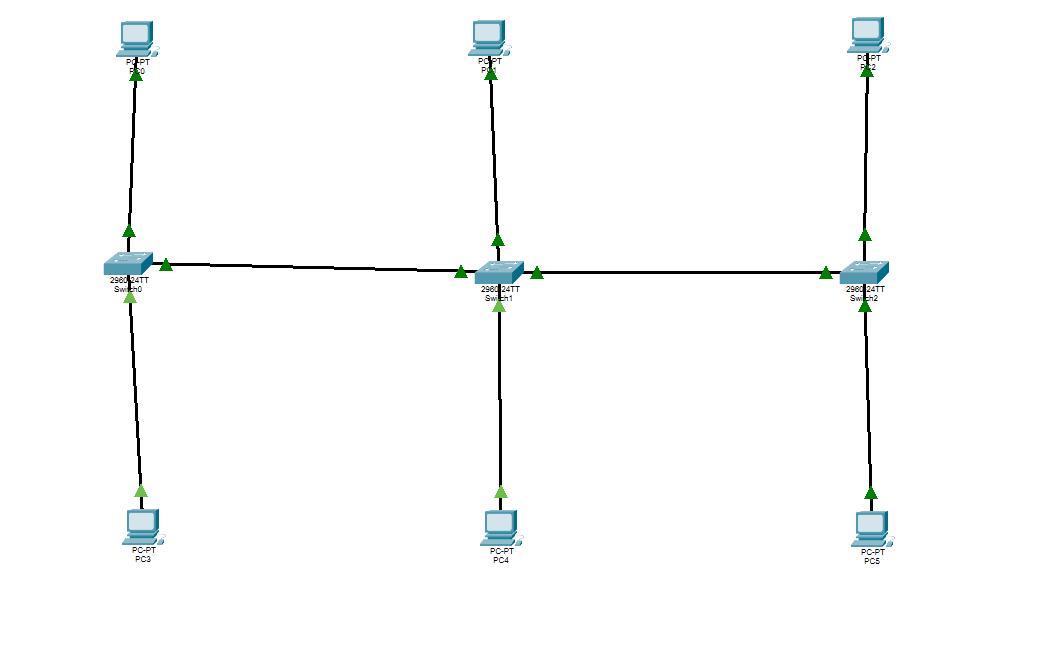 PC-PT
PC0
PC-PT
PC1
PC-PT
PC2
2960-24TT
Switch0
2960-24TT
Switch1
2960-24TT
Switch2
PC-PT
PC3
PC-PT
PC4
PC-PT
PC5